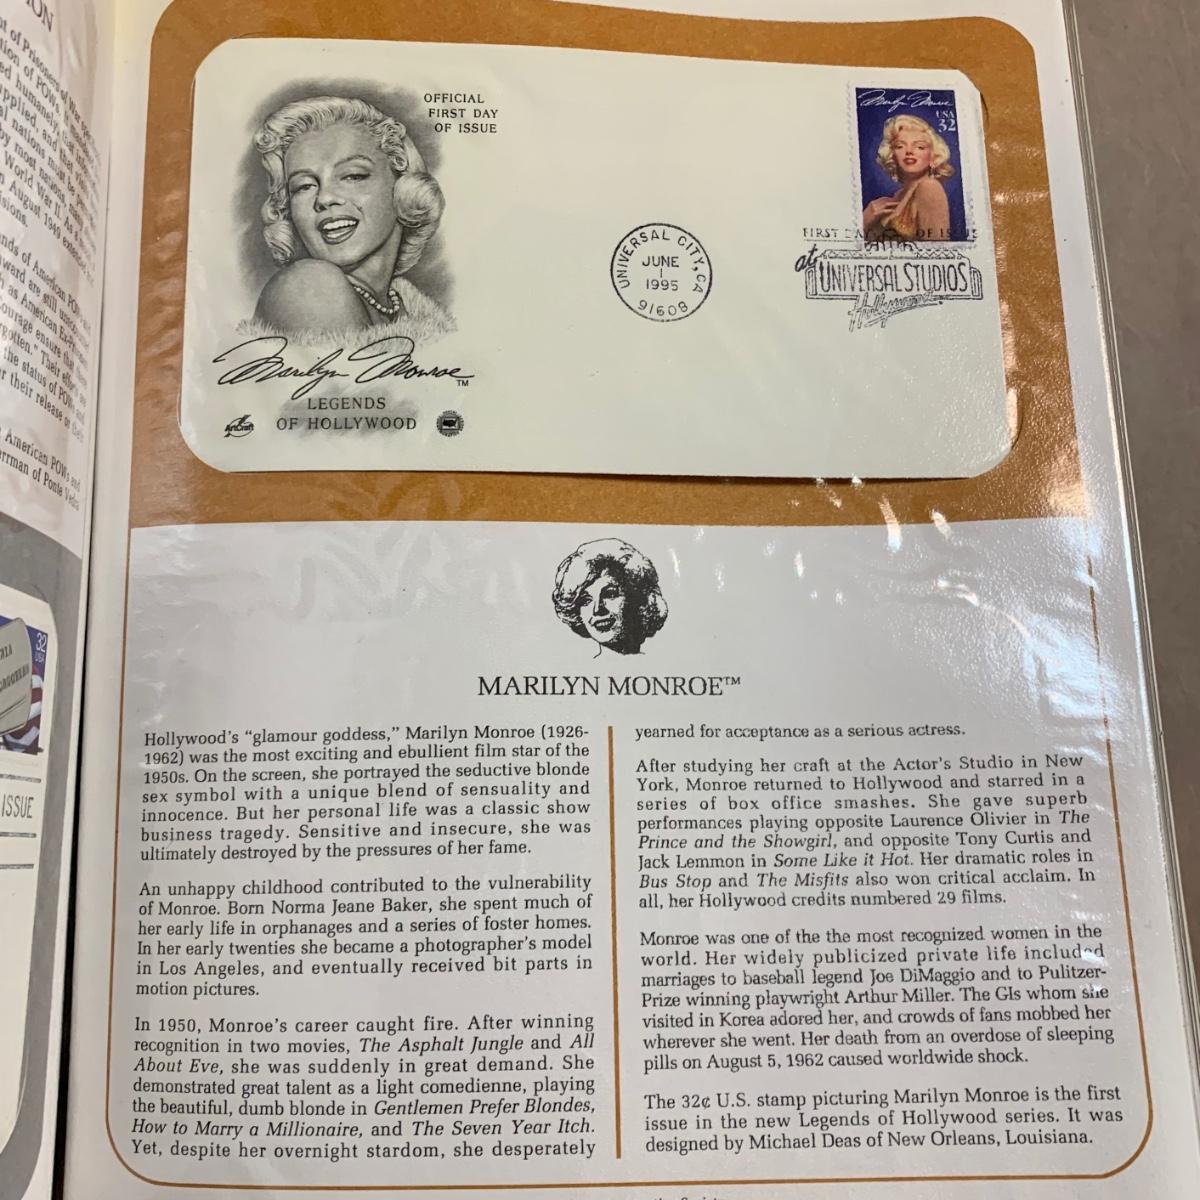 ON
OFFICIAL
FIRST DAY
OF ISSUE
Marilyn Monroe
USA
32
FIRST DAY OF ISSUE
at
UNIVERSAL STUDIOS
Hollywood
UNIVERSAL CITY, CA
JUNE
1
1995
91608
Marilyn Monroe™
LEGENDS
OF HOLLYWOOD
ArtCraft
MARILYN MONROE™
Hollywood's "glamour goddess," Marilyn Monroe (1926-
1962) was the most exciting and ebullient film star of the
1950s. On the screen, she portrayed the seductive blonde
sex symbol with a unique blend of sensuality and
innocence. But her personal life was a classic show
business tragedy. Sensitive and insecure, she was
ultimately destroyed by the pressures of her fame.
An unhappy childhood contributed to the vulnerability
of Monroe. Born Norma Jeane Baker, she spent much of
her early life in orphanages and a series of foster homes.
In her early twenties she became a photographer's model
in Los Angeles, and eventually received bit parts in
motion pictures.
In 1950, Monroe's career caught fire. After winning
recognition in two movies, The Asphalt Jungle and All
About Eve, she was suddenly in great demand. She
demonstrated great talent as a light comedienne, playing
the beautiful, dumb blonde in Gentlemen Prefer Blondes,
How to Marry a Millionaire, and The Seven Year Itch.
Yet, despite her overnight stardom, she desperately
yearned for acceptance as a serious actress.
After studying her craft at the Actor's Studio in New
York, Monroe returned to Hollywood and starred in a
series of box office smashes. She gave superb
performances playing opposite Laurence Olivier in The
Prince and the Showgirl, and opposite Tony Curtis and
Jack Lemmon in Some Like it Hot. Her dramatic roles in
Bus Stop and The Misfits also won critical acclaim. In
all, her Hollywood credits numbered 29 films.
Monroe was one of the the most recognized women in the
world. Her widely publicized private life included
marriages to baseball legend Joe DiMaggio and to Pulitzer-
Prize winning playwright Arthur Miller. The GIs whom she
visited in Korea adored her, and crowds of fans mobbed her
wherever she went. Her death from an overdose of sleeping
pills on August 5, 1962 caused worldwide shock.
The 32¢ U.S. stamp picturing Marilyn Monroe is the first
issue in the new Legends of Hollywood series. It was
designed by Michael Deas of New Orleans, Louisiana.
32
USA
ISSUE